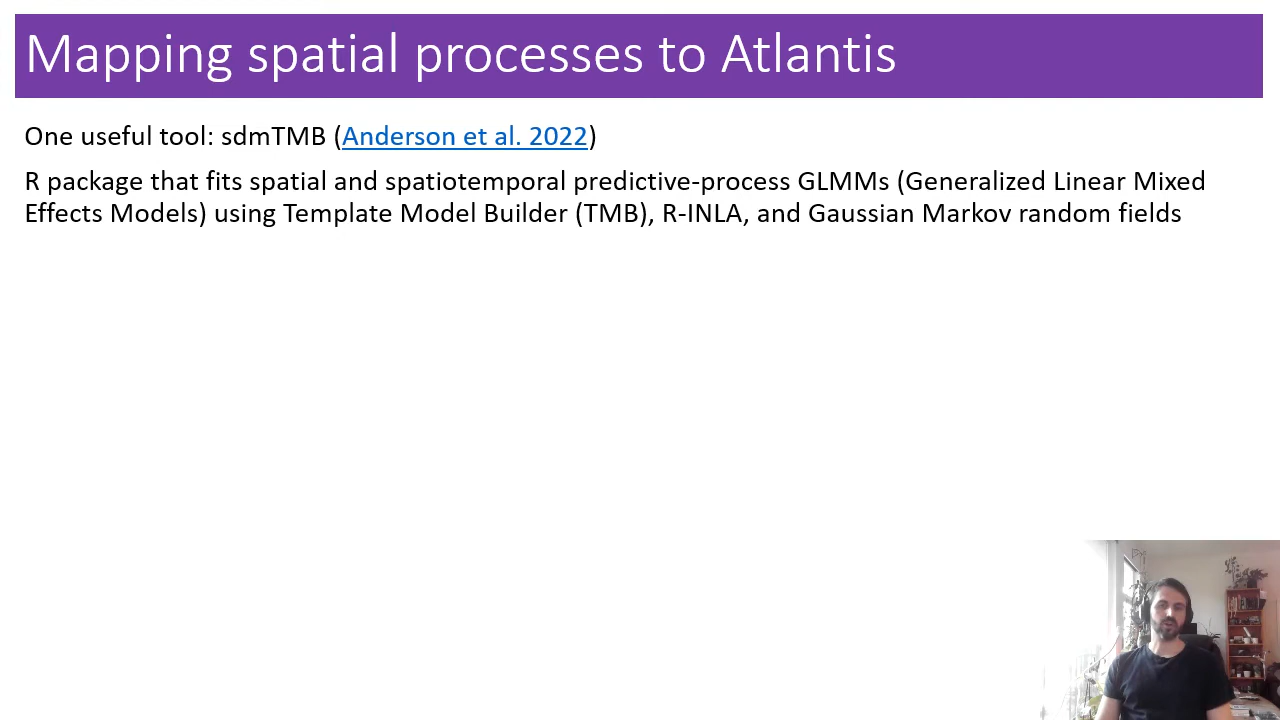 Mapping spatial processes to Atlantis
One useful tool: sdmTMB (Anderson et al. 2022)
R package that fits spatial and spatiotemporal predictive-process GLMMs (Generalized Linear Mixed
Effects Models) using Template Model Builder (TMB), R-INLA, and Gaussian Markov random fields